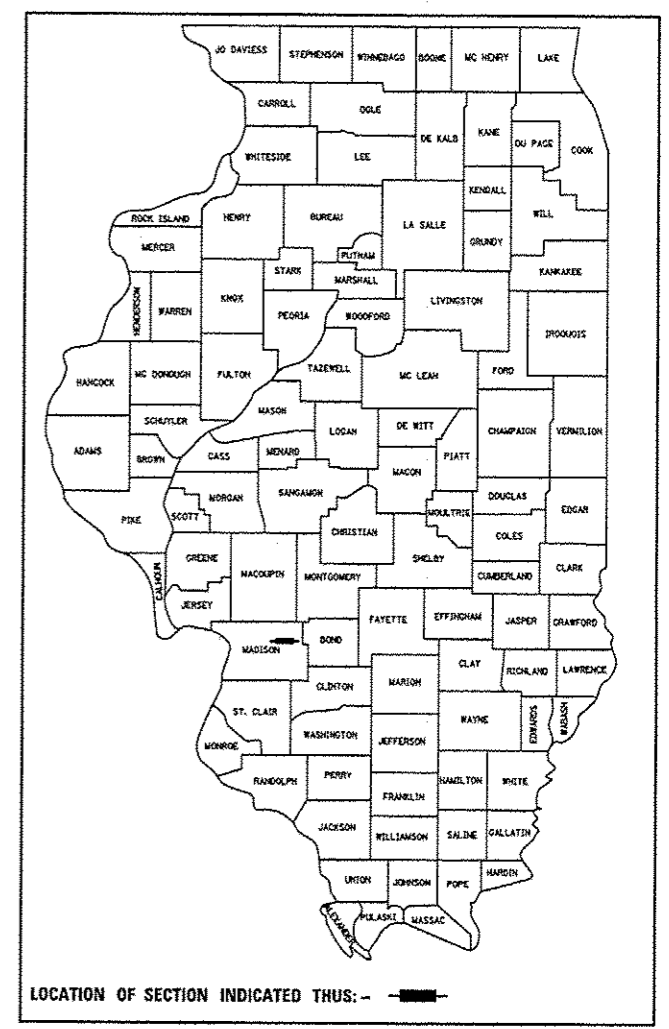 JO DAVIESS STEPHENSON WINNEBAGO BOONE MC HENRY LAKE
CARROLL OGLE DE KALB KANE DU PAGE COOK
WHITESIDE LEE
KENDALL
ROCK ISLAND HENRY BUREAU LA SALLE WILL
MERCER PUTNAM GRUNDY
STARK MARSHALL KANKAKEE
HENDERSON WARREN KNOX PEORIA WOODFORD LIVINGSTON IROQUOIS
HANCOCK MC DONOUGH FULTON TAZEWELL MC LEAN FORD
MASON
SCHUYLER LOGAN DE WITT CHAMPAIGN VERMILION
ADAMS BROWN CASS MENARD PIATT
MACON
MORGAN SANGAMON DOUGLAS
PIKE SCOTT MOULTRIE EDGAR
CHRISTIAN COLES
GREENE SHELBY
CALHOUN MACOUPIN MONTGOMERY CUMBERLAND CLARK
JERSEY FAYETTE EFFINGHAM JASPER CRAWFORD
MADISON BOND
CLAY RICHLAND LAWRENCE
CLINTON MARION
ST. CLAIR WAYNE EDWARDS WABASH
MONROE WASHINGTON JEFFERSON
RANDOLPH PERRY HAMILTON WHITE
FRANKLIN
JACKSON WILLIAMSON SALINE GALLATIN
UNION JOHNSON POPE HARDIN
ALEXANDER PULASKI MASSAC
LOCATION OF SECTION INDICATED THUS: -